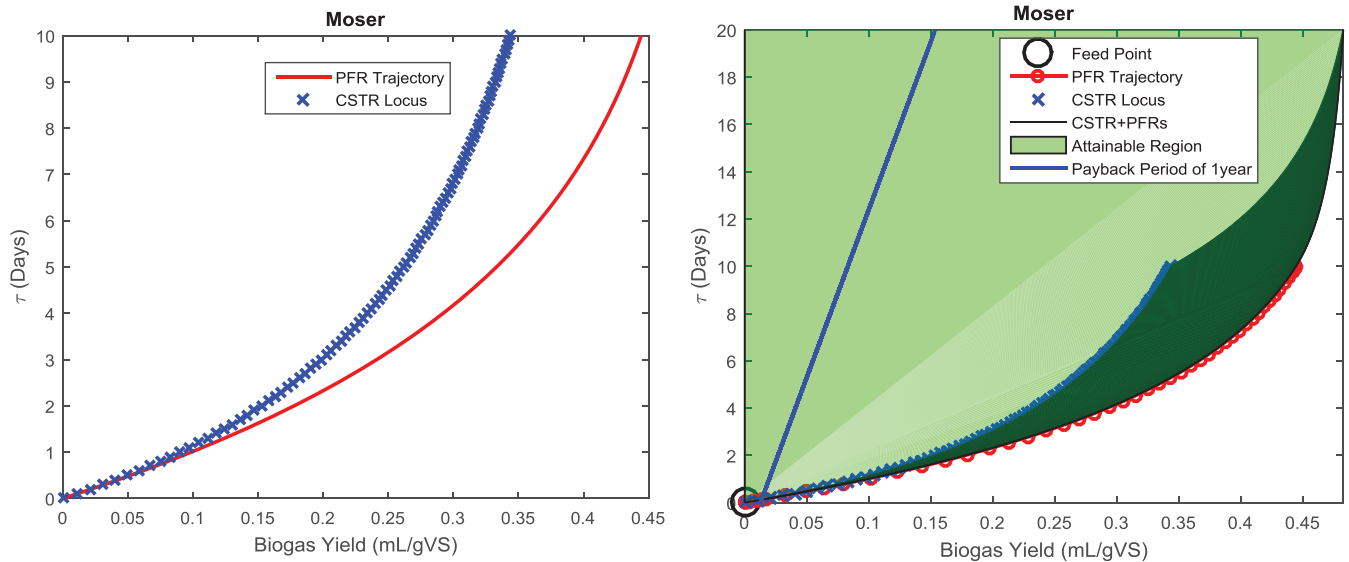 Moser
10
9
8
7
6
5
4
3
2
1
0
τ (Days)
PFR Trajectory
CSTR Locus
0 0.05 0.1 0.15 0.2 0.25 0.3 0.35 0.4 0.45
Biogas Yield (mL/gVS)
Moser
20
18
16
14
12
10
8
6
4
2
0
τ (Days)
Feed Point
PFR Trajectory
CSTR Locus
CSTR+PFRs
Attainable Region
Payback Period of 1year
0 0.05 0.1 0.15 0.2 0.25 0.3 0.35 0.4 0.45
Biogas Yield (mL/gVS)